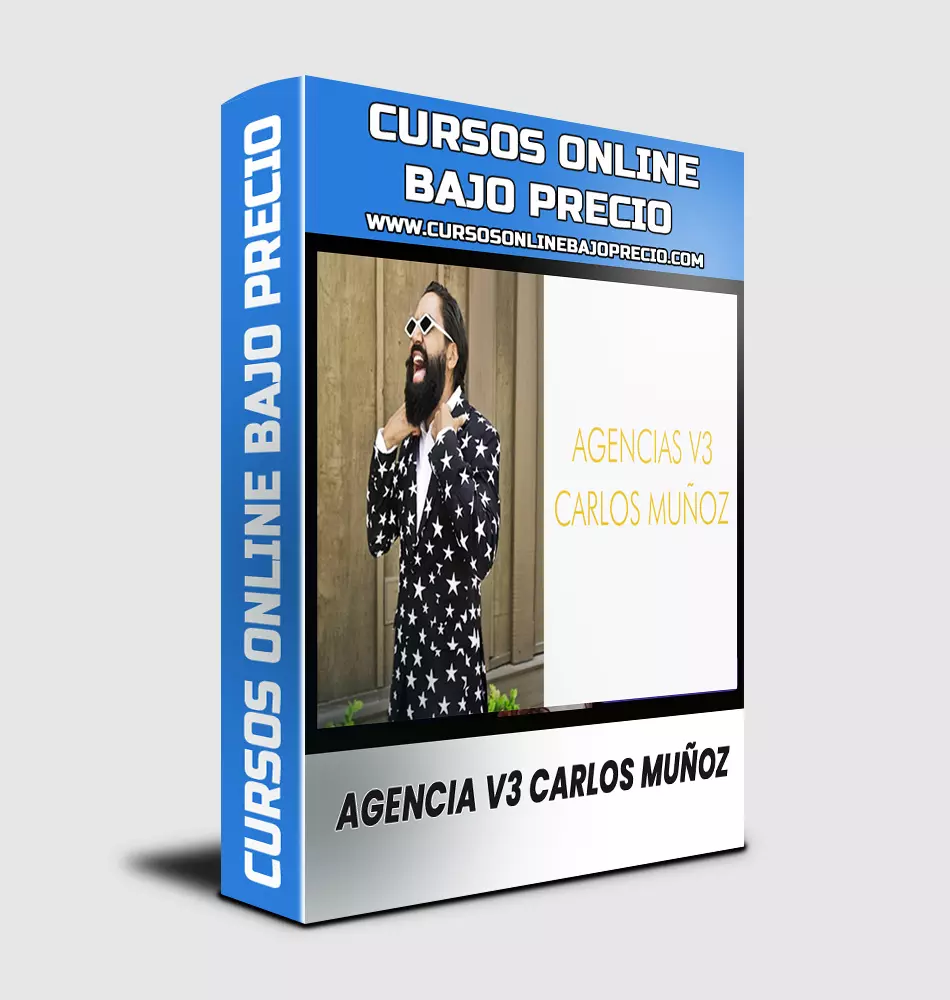 CURSOS ONLINE BAJO PRECIO
CURSOS ONLINE
BAJO PRECIO
WWW.CURSOSONLINEBAJOPRECIO.COM
AGENCIAS V3
CARLOS MUÑOZ
AGENCIA V3 CARLOS MUÑOZ